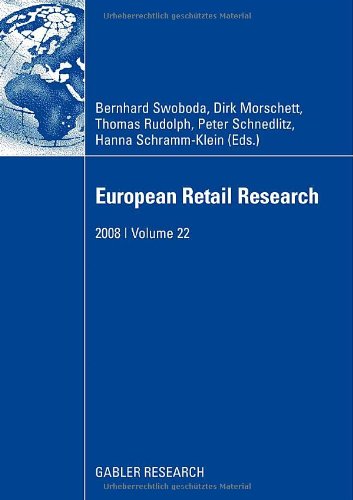 Urheberrechtlich geschütztes Material
Bernhard Swoboda, Dirk Morschett,
Thomas Rudolph, Peter Schnedlitz,
Hanna Schramm-Klein (Eds.)
European Retail Research
2008 | Volume 22
GABLER RESEARCH
Urheberrechtlich geschütztes Material